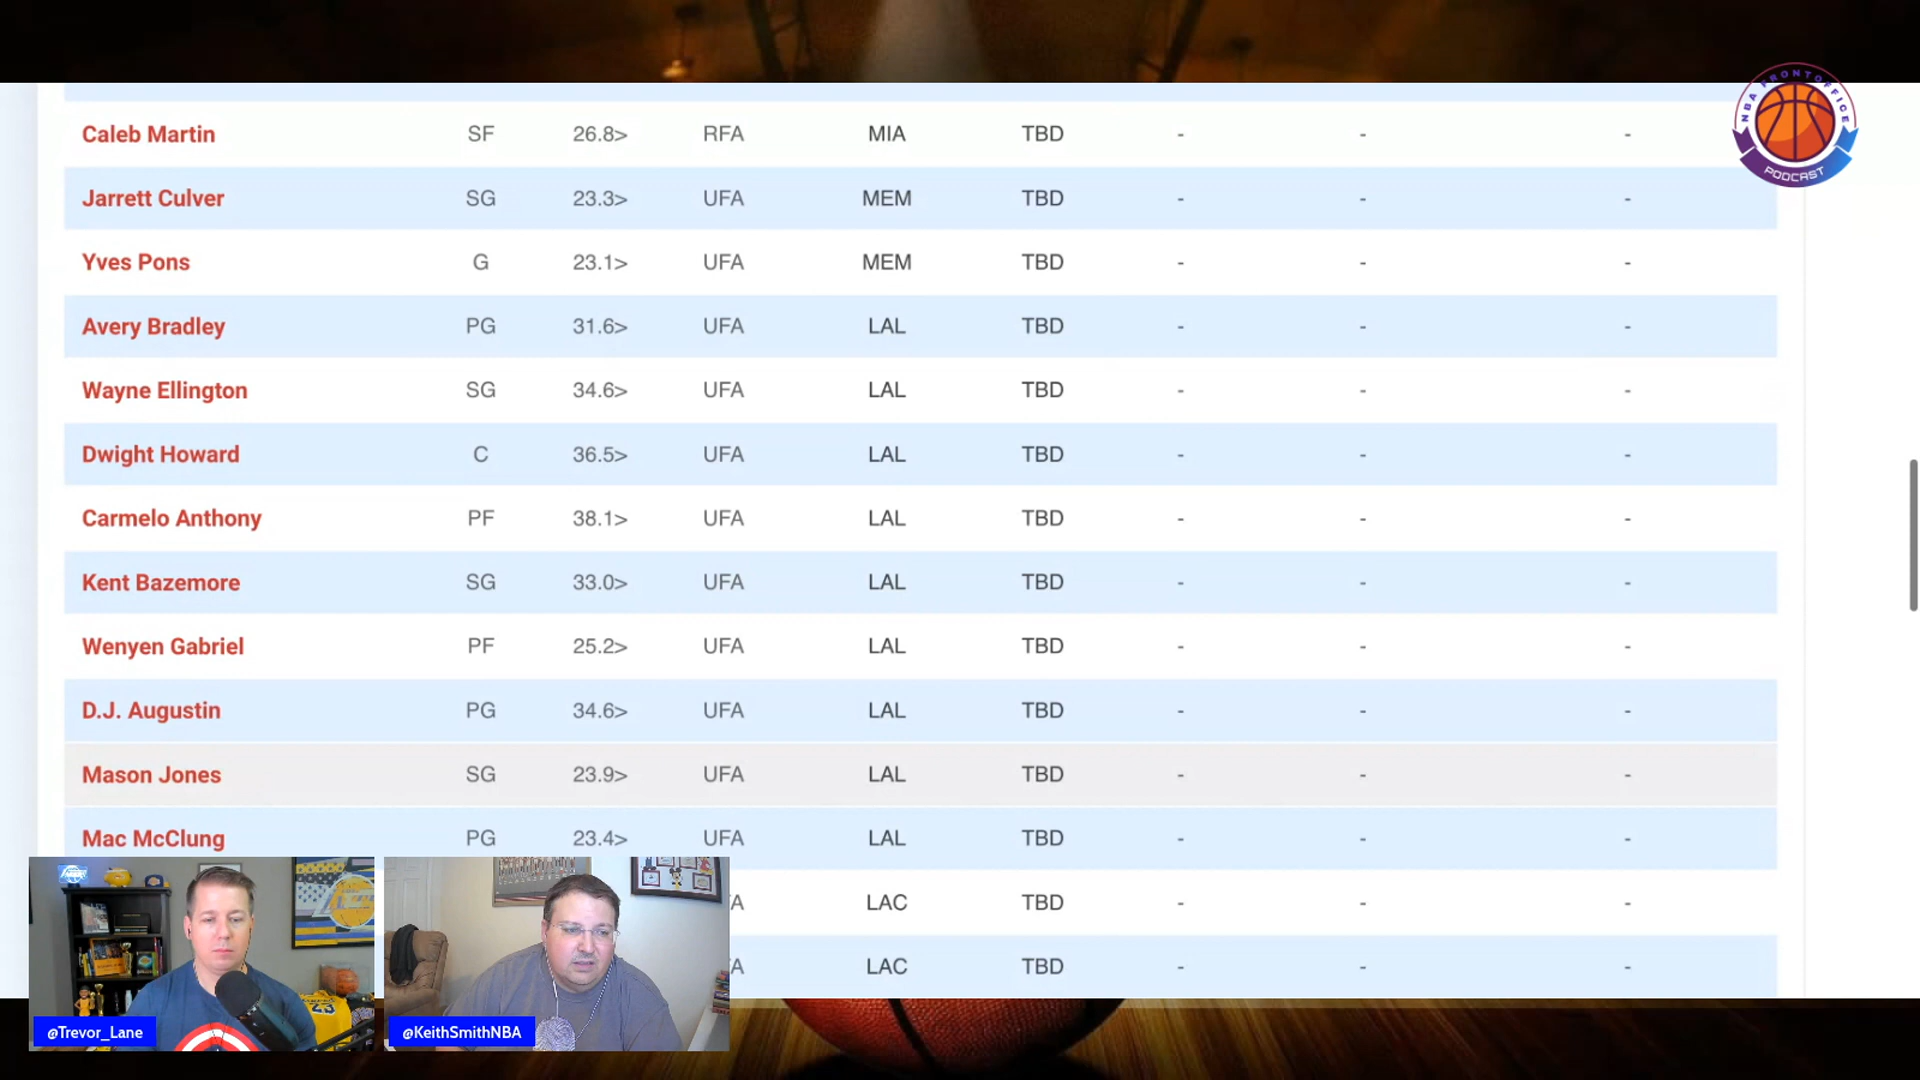 NBA FRONT OFFICE
PODCAST
Caleb Martin SF 26.8> RFA MIA TBD - - -
Jarrett Culver SG 23.3> UFA MEM TBD - - -
Yves Pons G 23.1> UFA MEM TBD - - -
Avery Bradley PG 31.6> UFA LAL TBD - - -
Wayne Ellington SG 34.6> UFA LAL TBD - - -
Dwight Howard C 36.5> UFA LAL TBD - - -
Carmelo Anthony PF 38.1> UFA LAL TBD - - -
Kent Bazemore SG 33.0> UFA LAL TBD - - -
Wenyen Gabriel PF 25.2> UFA LAL TBD - - -
D.J. Augustin PG 34.6> UFA LAL TBD - - -
Mason Jones SG 23.9> UFA LAL TBD - - -
Mac McClung PG 23.4> UFA LAL TBD - - -
LAC TBD - - -
LAC TBD - - -
23
@Trevor_Lane
@KeithSmithNBA